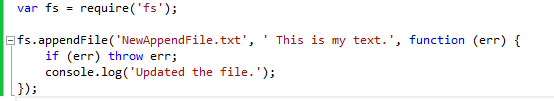 var fs = require('fs');
fs.appendFile('NewAppendFile.txt', ' This is my text.', function (err) {
    if (err) throw err;
    console.log('Updated the file.');
});